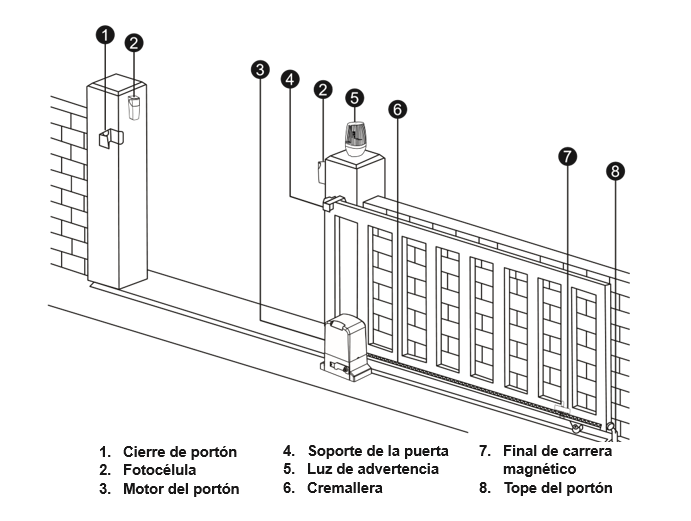 1 2
3 4 2 5 6
7 8
1. Cierre de portón
2. Fotocélula
3. Motor del portón
4. Soporte de la puerta
5. Luz de advertencia
6. Cremallera
7. Final de carrera
magnético
8. Tope del portón